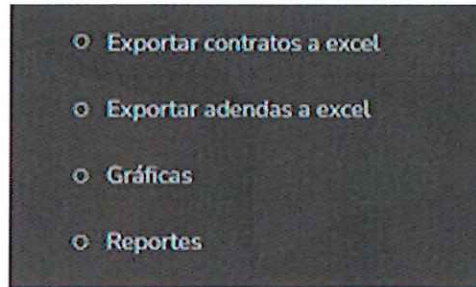 Exportar contratos a excel
Exportar adendas a excel
Gráficas
Reportes